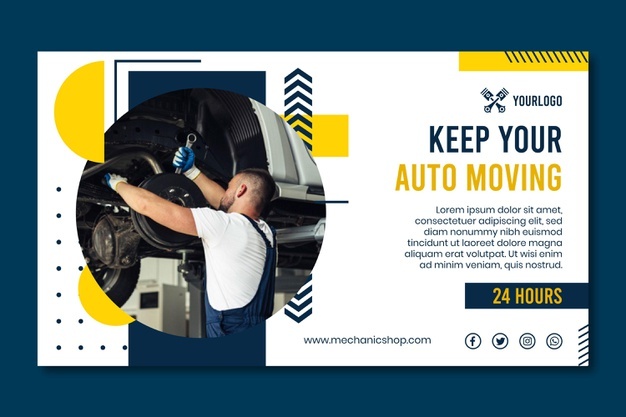 YOURLOGO
KEEP YOUR
AUTO MOVING
Lorem ipsum dolor sit amet,
consectetuer adipiscing elit,
sed diam nonummy nibh
euismod tincidunt ut laoreet
dolore magna aliquam erat
volutpat. Ut wisi enim ad
minim veniam, quis nostrud.
24 HOURS
www.mechanicshop.com